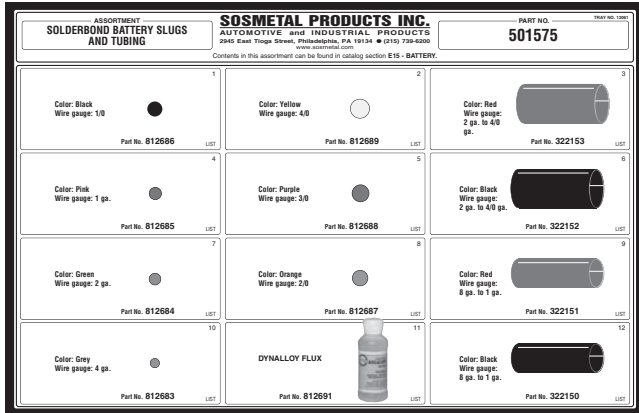 ASSORTMENT
SOLDERBOND BATTERY SLUGS
AND TUBING
SOSMETAL PRODUCTS INC.
AUTOMOTIVE and INDUSTRIAL PRODUCTS
2945 East Tioga Street, Philadelphia, PA 19134 ● (215) 739-6200
www.sosmetal.com
Contents in this assortment can be found in catalog section E15 - BATTERY.
PART NO.
501575
TRAY NO. 13061
1
Color: Black
Wire gauge: 1/0
Part No. 812686
LIST
2
Color: Yellow
Wire gauge: 4/0
Part No. 812689
LIST
3
Color: Red
Wire gauge:
2 ga. to 4/0
ga.
Part No. 322153
LIST
4
Color: Pink
Wire gauge: 1 ga.
Part No. 812685
LIST
5
Color: Purple
Wire gauge: 3/0
Part No. 812688
LIST
6
Color: Black
Wire gauge:
2 ga. to 4/0 ga.
Part No. 322152
LIST
7
Color: Green
Wire gauge: 2 ga.
Part No. 812684
LIST
8
Color: Orange
Wire gauge: 2/0
Part No. 812687
LIST
9
Color: Red
Wire gauge:
8 ga. to 1 ga.
Part No. 322151
LIST
10
Color: Grey
Wire gauge: 4 ga.
Part No. 812683
LIST
11
DYNALLOY FLUX
Part No. 812691
LIST
12
Color: Black
Wire gauge:
8 ga. to 1 ga.
Part No. 322150
LIST